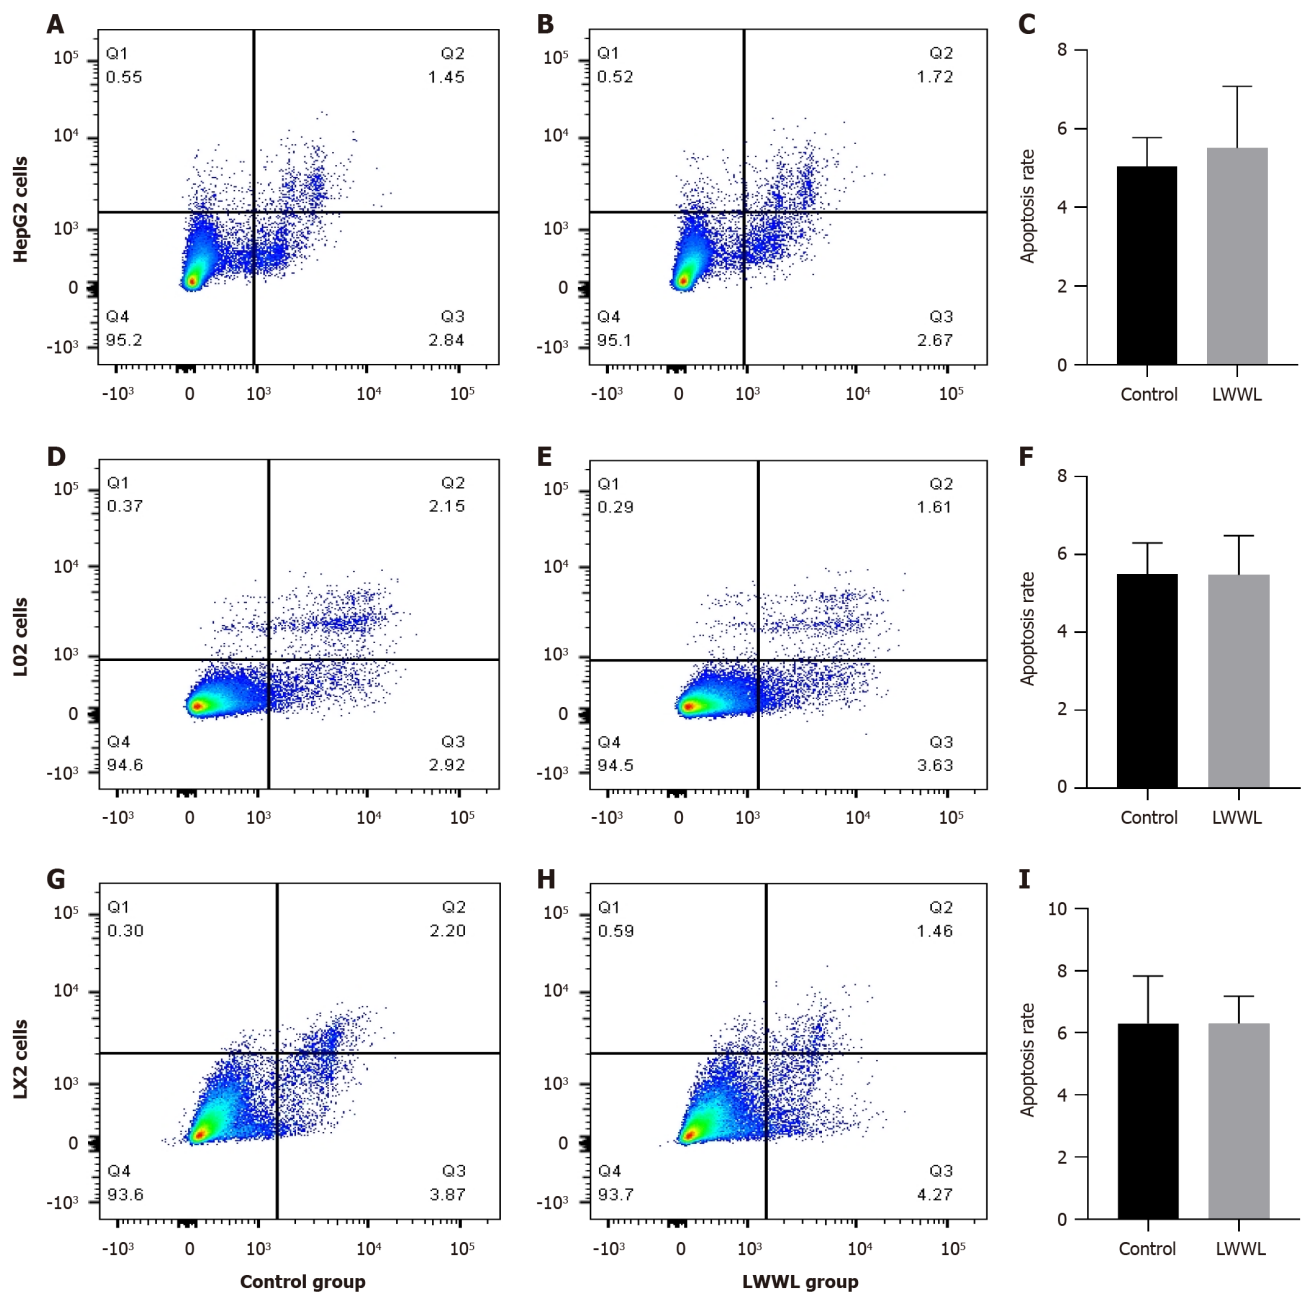 A
HepG2 cells
Q1
0.55
Q2
1.45
Q4
95.2
Q3
2.84
10⁵
10⁴
10³
0
-10³
-10³ 0 10³ 10⁴ 10⁵
B
Q1
0.52
Q2
1.72
Q4
95.1
Q3
2.67
10⁵
10⁴
10³
0
-10³
-10³ 0 10³ 10⁴ 10⁵
C
Apoptosis rate
8
6
4
2
0
Control LWWL
D
L02 cells
Q1
0.37
Q2
2.15
Q4
94.6
Q3
2.92
10⁵
10⁴
10³
0
-10³
-10³ 0 10³ 10⁴ 10⁵
E
Q1
0.29
Q2
1.61
Q4
94.5
Q3
3.63
10⁵
10⁴
10³
0
-10³
-10³ 0 10³ 10⁴ 10⁵
F
Apoptosis rate
8
6
4
2
0
Control LWWL
G
LX2 cells
Q1
0.30
Q2
2.20
Q4
93.6
Q3
3.87
10⁵
10⁴
10³
0
-10³
-10³ 0 10³ 10⁴ 10⁵
Control group
H
Q1
0.59
Q2
1.46
Q4
93.7
Q3
4.27
10⁵
10⁴
10³
0
-10³
-10³ 0 10³ 10⁴ 10⁵
LWWL group
I
Apoptosis rate
10
8
6
4
2
0
Control LWWL